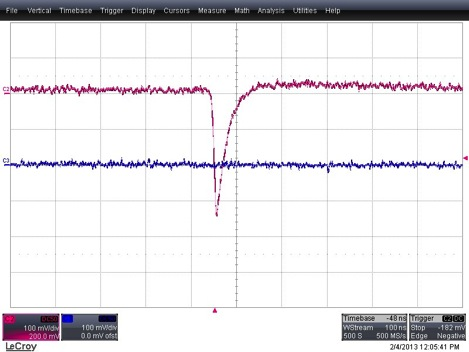 File Vertical Timebase Trigger Display Cursors Measure Math Analysis Utilities Help
C2
C3
DC50
100 mV/div
200.0 mV
100 mV/div
0.0 mV ofst
Timebase -48 ns
WStream 100 ns
500 S 500 MS/s
Trigger C2 DC
Stop -182 mV
Edge Negative
LeCroy
2/4/2013 12:05:41 PM